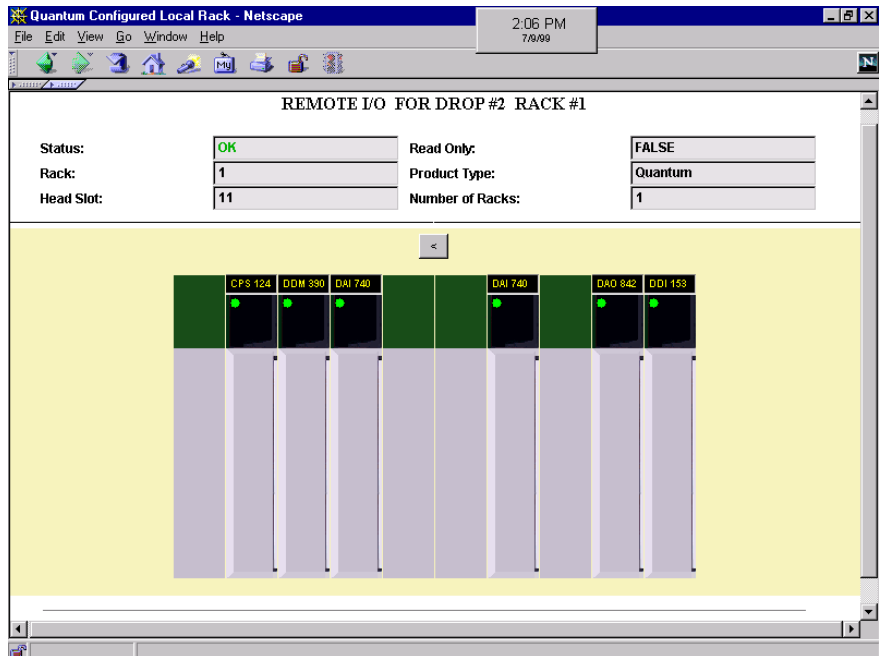 Quantum Configured Local Rack - Netscape
2:06 PM
7/9/99
File Edit View Go Window Help
My
N
REMOTE I/O FOR DROP #2 RACK #1
Status: OK Read Only: FALSE
Rack: 1 Product Type: Quantum
Head Slot: 11 Number of Racks: 1
<
CPS 124 DDM 390 DAI 740 DAI 740 DAO 842 DDI 153